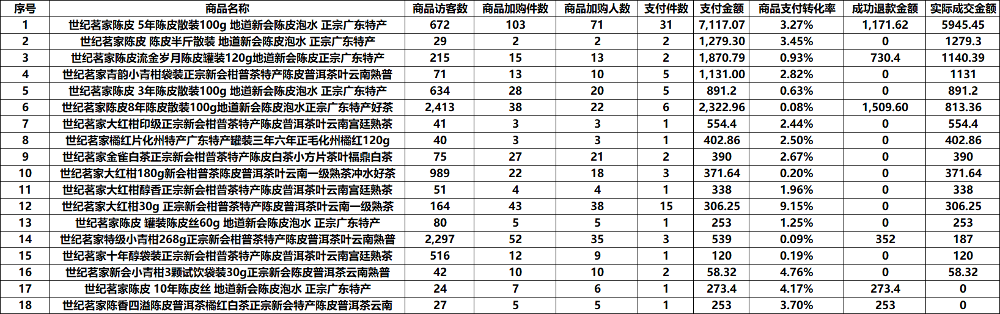 序号 商品名称 商品访客数 商品加购件数 商品加购人数 支付件数 支付金额 商品支付转化率 成功退款金额 实际成交金额
1 世纪茗家陈皮 5年陈皮散装100g 地道新会陈皮泡水 正宗广东特产 672 103 71 31 7,117.07 3.27% 1,171.62 5945.45
2 世纪茗家陈皮 陈皮半斤散装 地道新会陈皮泡水 正宗广东特产 29 2 2 2 1,279.30 3.45% 0 1279.3
3 世纪茗家陈皮流金岁月陈皮罐装120g地道新会陈皮正宗广东特产 215 15 13 2 1,870.79 0.93% 730.4 1140.39
4 世纪茗家青韵小青柑袋装正宗新会柑普茶特产陈皮普洱茶叶云南熟普 71 13 10 5 1,131.00 2.82% 0 1131
5 世纪茗家陈皮 3年陈皮散装100g 地道新会陈皮泡水 正宗广东特产 634 28 20 5 891.2 0.63% 0 891.2
6 世纪茗家陈皮8年陈皮散装100g地道新会陈皮泡水正宗广东特产好茶 2,413 38 22 6 2,322.96 0.08% 1,509.60 813.36
7 世纪茗家大红柑印级正宗新会柑普茶特产陈皮普洱茶叶云南宫廷熟茶 41 3 3 1 554.4 2.44% 0 554.4
8 世纪茗家橘红片化州特产广东特产罐装三年六年正毛化州橘红120g 40 3 3 1 402.86 2.50% 0 402.86
9 世纪茗家金雀白茶正宗新会柑普茶特产陈皮白茶小方片茶叶福鼎白茶 75 27 21 2 390 2.67% 0 390
10 世纪茗家大红柑180g新会柑普茶陈皮普洱茶叶云南一级熟茶冲水好茶 989 22 18 3 371.64 0.20% 0 371.64
11 世纪茗家大红柑醇香正宗新会柑普茶特产陈皮普洱茶叶云南宫廷熟茶 51 4 4 1 338 1.96% 0 338
12 世纪茗家大红柑30g 正宗新会柑普茶特产陈皮普洱茶叶云南一级熟茶 164 43 38 15 306.25 9.15% 0 306.25
13 世纪茗家陈皮 罐装陈皮丝60g 地道新会陈皮泡水 正宗广东特产 80 5 5 1 253 1.25% 0 253
14 世纪茗家特级小青柑268g正宗新会柑普茶特产陈皮普洱茶叶云南熟普 2,297 52 35 3 539 0.09% 352 187
15 世纪茗家十年醇袋装正宗新会柑普茶特产陈皮普洱茶叶云南宫廷熟茶 516 12 9 1 120 0.19% 0 120
16 世纪茗家新会小青柑3颗试饮袋装30g正宗新会陈皮普洱茶云南熟普 42 10 10 2 58.32 4.76% 0 58.32
17 世纪茗家陈皮 10年陈皮丝 地道新会陈皮泡水 正宗广东特产 24 7 6 1 273.4 4.17% 273.4 0
18 世纪茗家陈香四溢陈皮普洱茶橘红白茶正宗新会特产陈皮普洱茶云南 27 5 5 1 253 3.70% 253 0